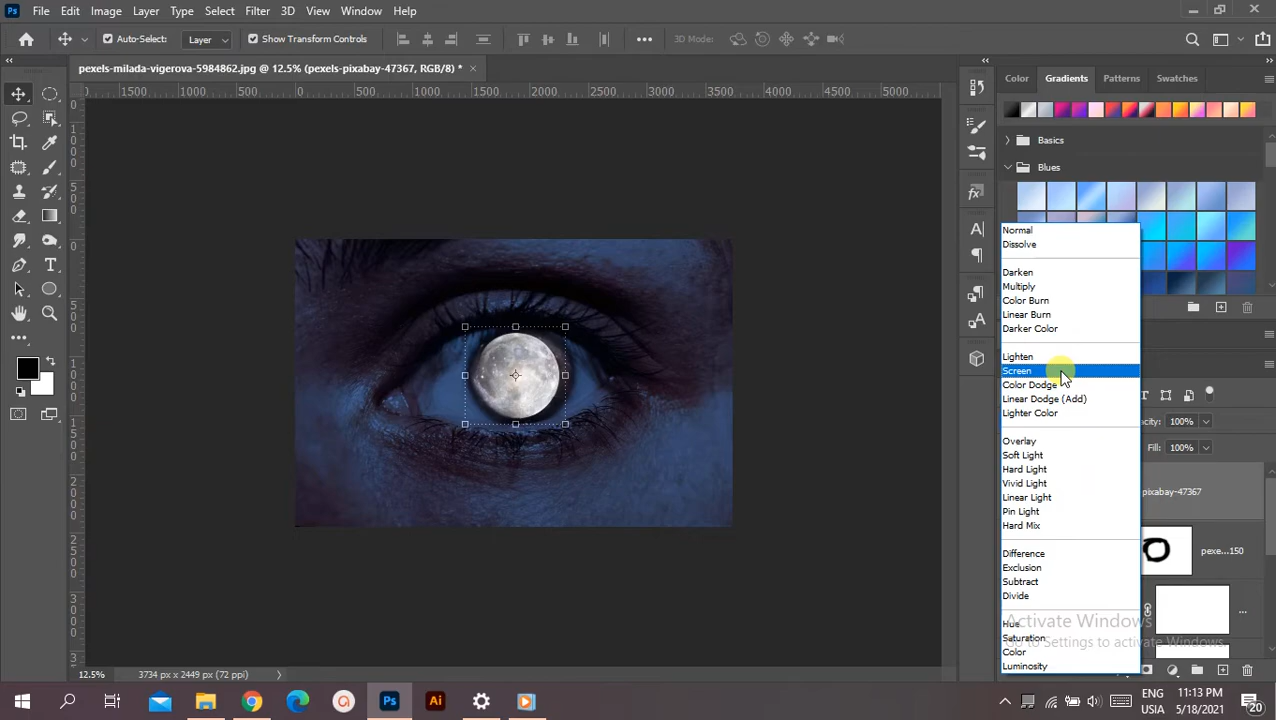 Ps File Edit Image Layer Type Select Filter 3D View Window Help
Auto-Select: Layer Show Transform Controls 3D Mode:
pexels-milada-vigerova-5984862.jpg @ 12.5% (pexels-pixabay-47367, RGB/8) *
Color Gradients Patterns Swatches
1500 1000 500 0 500 1000 1500 2000 2500 3000 3500 4000 4500 5000
Basics
Blues
Normal
Dissolve
Darken
Multiply
Color Burn
Linear Burn
Darker Color
Lighten
Screen
Color Dodge
Linear Dodge (Add)
Lighter Color
100%
Overlay
Soft Light
Fill: 100%
Hard Light
Vivid Light
pixabay-47367
Linear Light
Pin Light
Hard Mix
Difference
pexe...150
Exclusion
Subtract
Divide
Hue
Activate Windows
Saturation
Go to Settings to activate Windows.
Color
Luminosity
12.5% 3734 px x 2449 px (72 ppi)
Ps Ai
ENG 11:13 PM
USIA 5/18/2021
20